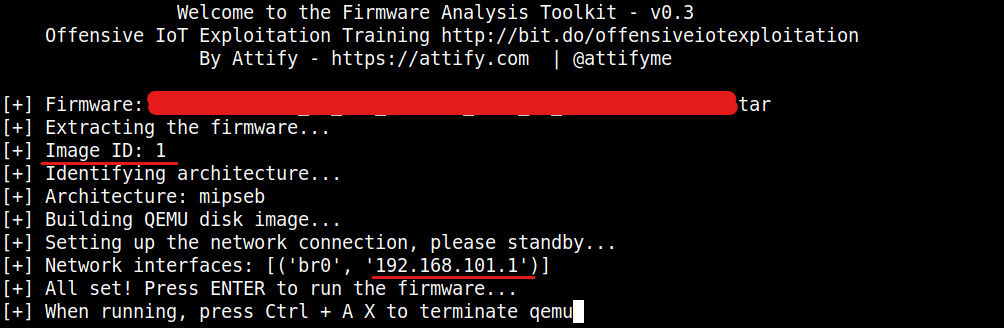 Welcome to the Firmware Analysis Toolkit - v0.3
Offensive IoT Exploitation Training http://bit.do/offensiveiotexploitation
By Attify - https://attify.com | @attifyme
[+] Firmware: tar
[+] Extracting the firmware...
[+] Image ID: 1
[+] Identifying architecture...
[+] Architecture: mipseb
[+] Building QEMU disk image...
[+] Setting up the network connection, please standby...
[+] Network interfaces: [('br0', '192.168.101.1')]
[+] All set! Press ENTER to run the firmware...
[+] When running, press Ctrl + A X to terminate qemu